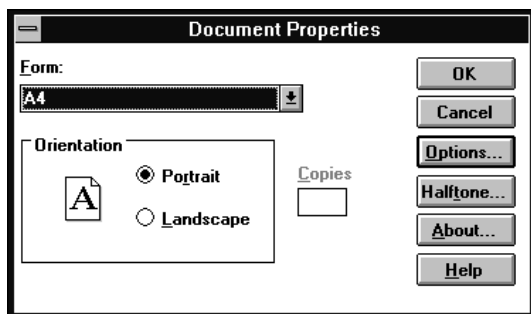 Document Properties
Form:
A4
OK
Cancel
Options...
Halftone...
About...
Help
Orientation
A
Portrait
Landscape
Copies